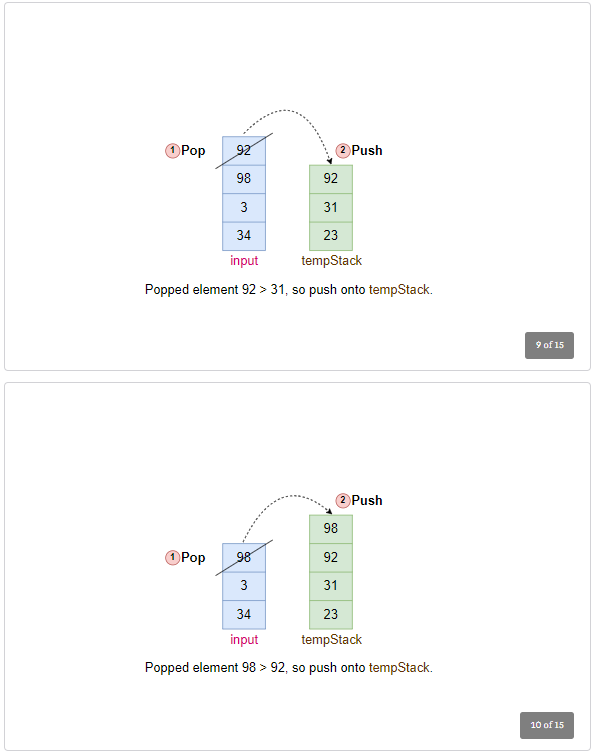 1 Pop 92 2 Push
98 92
3 31
34 23
input tempStack
Popped element 92 > 31, so push onto tempStack.
9 of 15
2 Push
98
1 Pop 98 92
3 31
34 23
input tempStack
Popped element 98 > 92, so push onto tempStack.
10 of 15